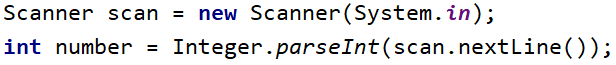 Scanner scan = new Scanner(System.in);
int number = Integer.parseInt(scan.nextLine());